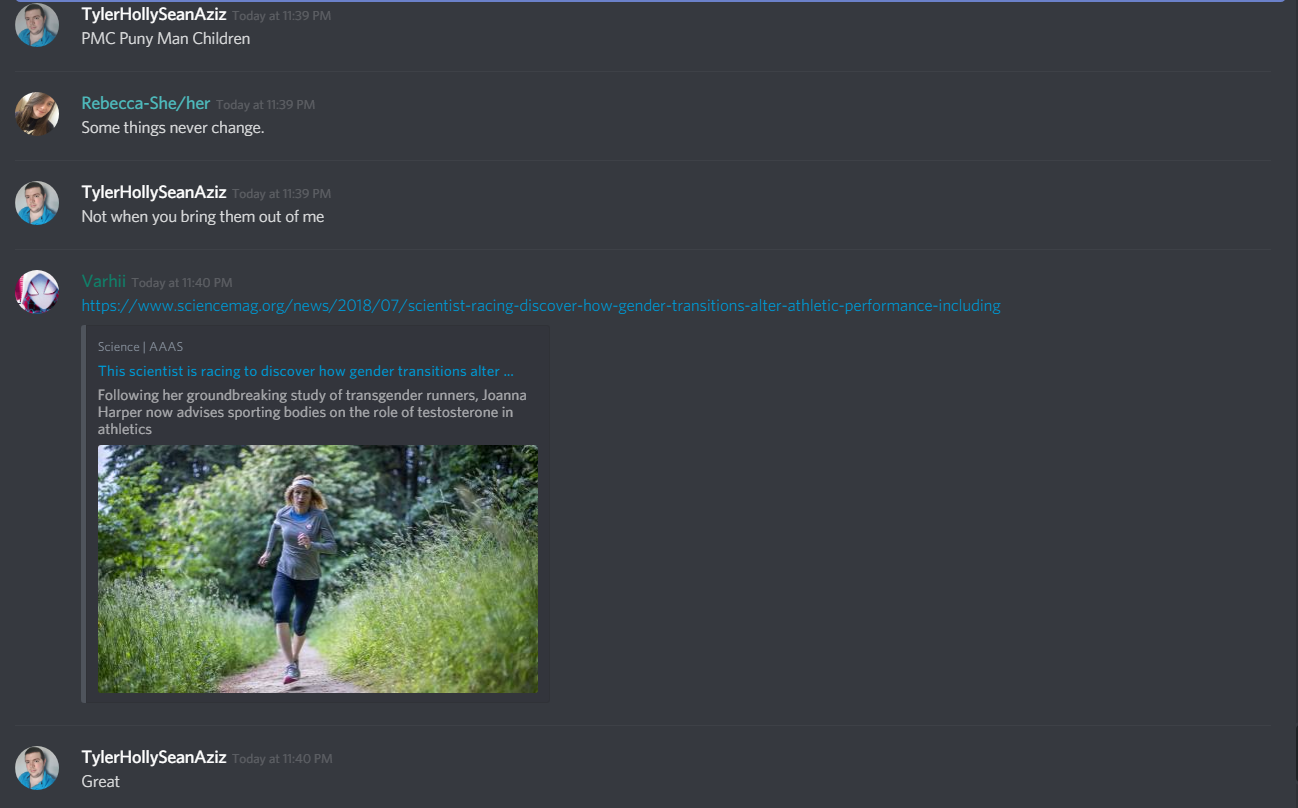 TylerHollySeanAziz Today at 11:39 PM
PMC Puny Man Children
Rebecca-She/her Today at 11:39 PM
Some things never change.
TylerHollySeanAziz Today at 11:39 PM
Not when you bring them out of me
Varhii Today at 11:40 PM
https://www.sciencemag.org/news/2018/07/scientist-racing-discover-how-gender-transitions-alter-athletic-performance-including
Science | AAAS
This scientist is racing to discover how gender transitions alter ...
Following her groundbreaking study of transgender runners, Joanna
Harper now advises sporting bodies on the role of testosterone in
athletics
TylerHollySeanAziz Today at 11:40 PM
Great